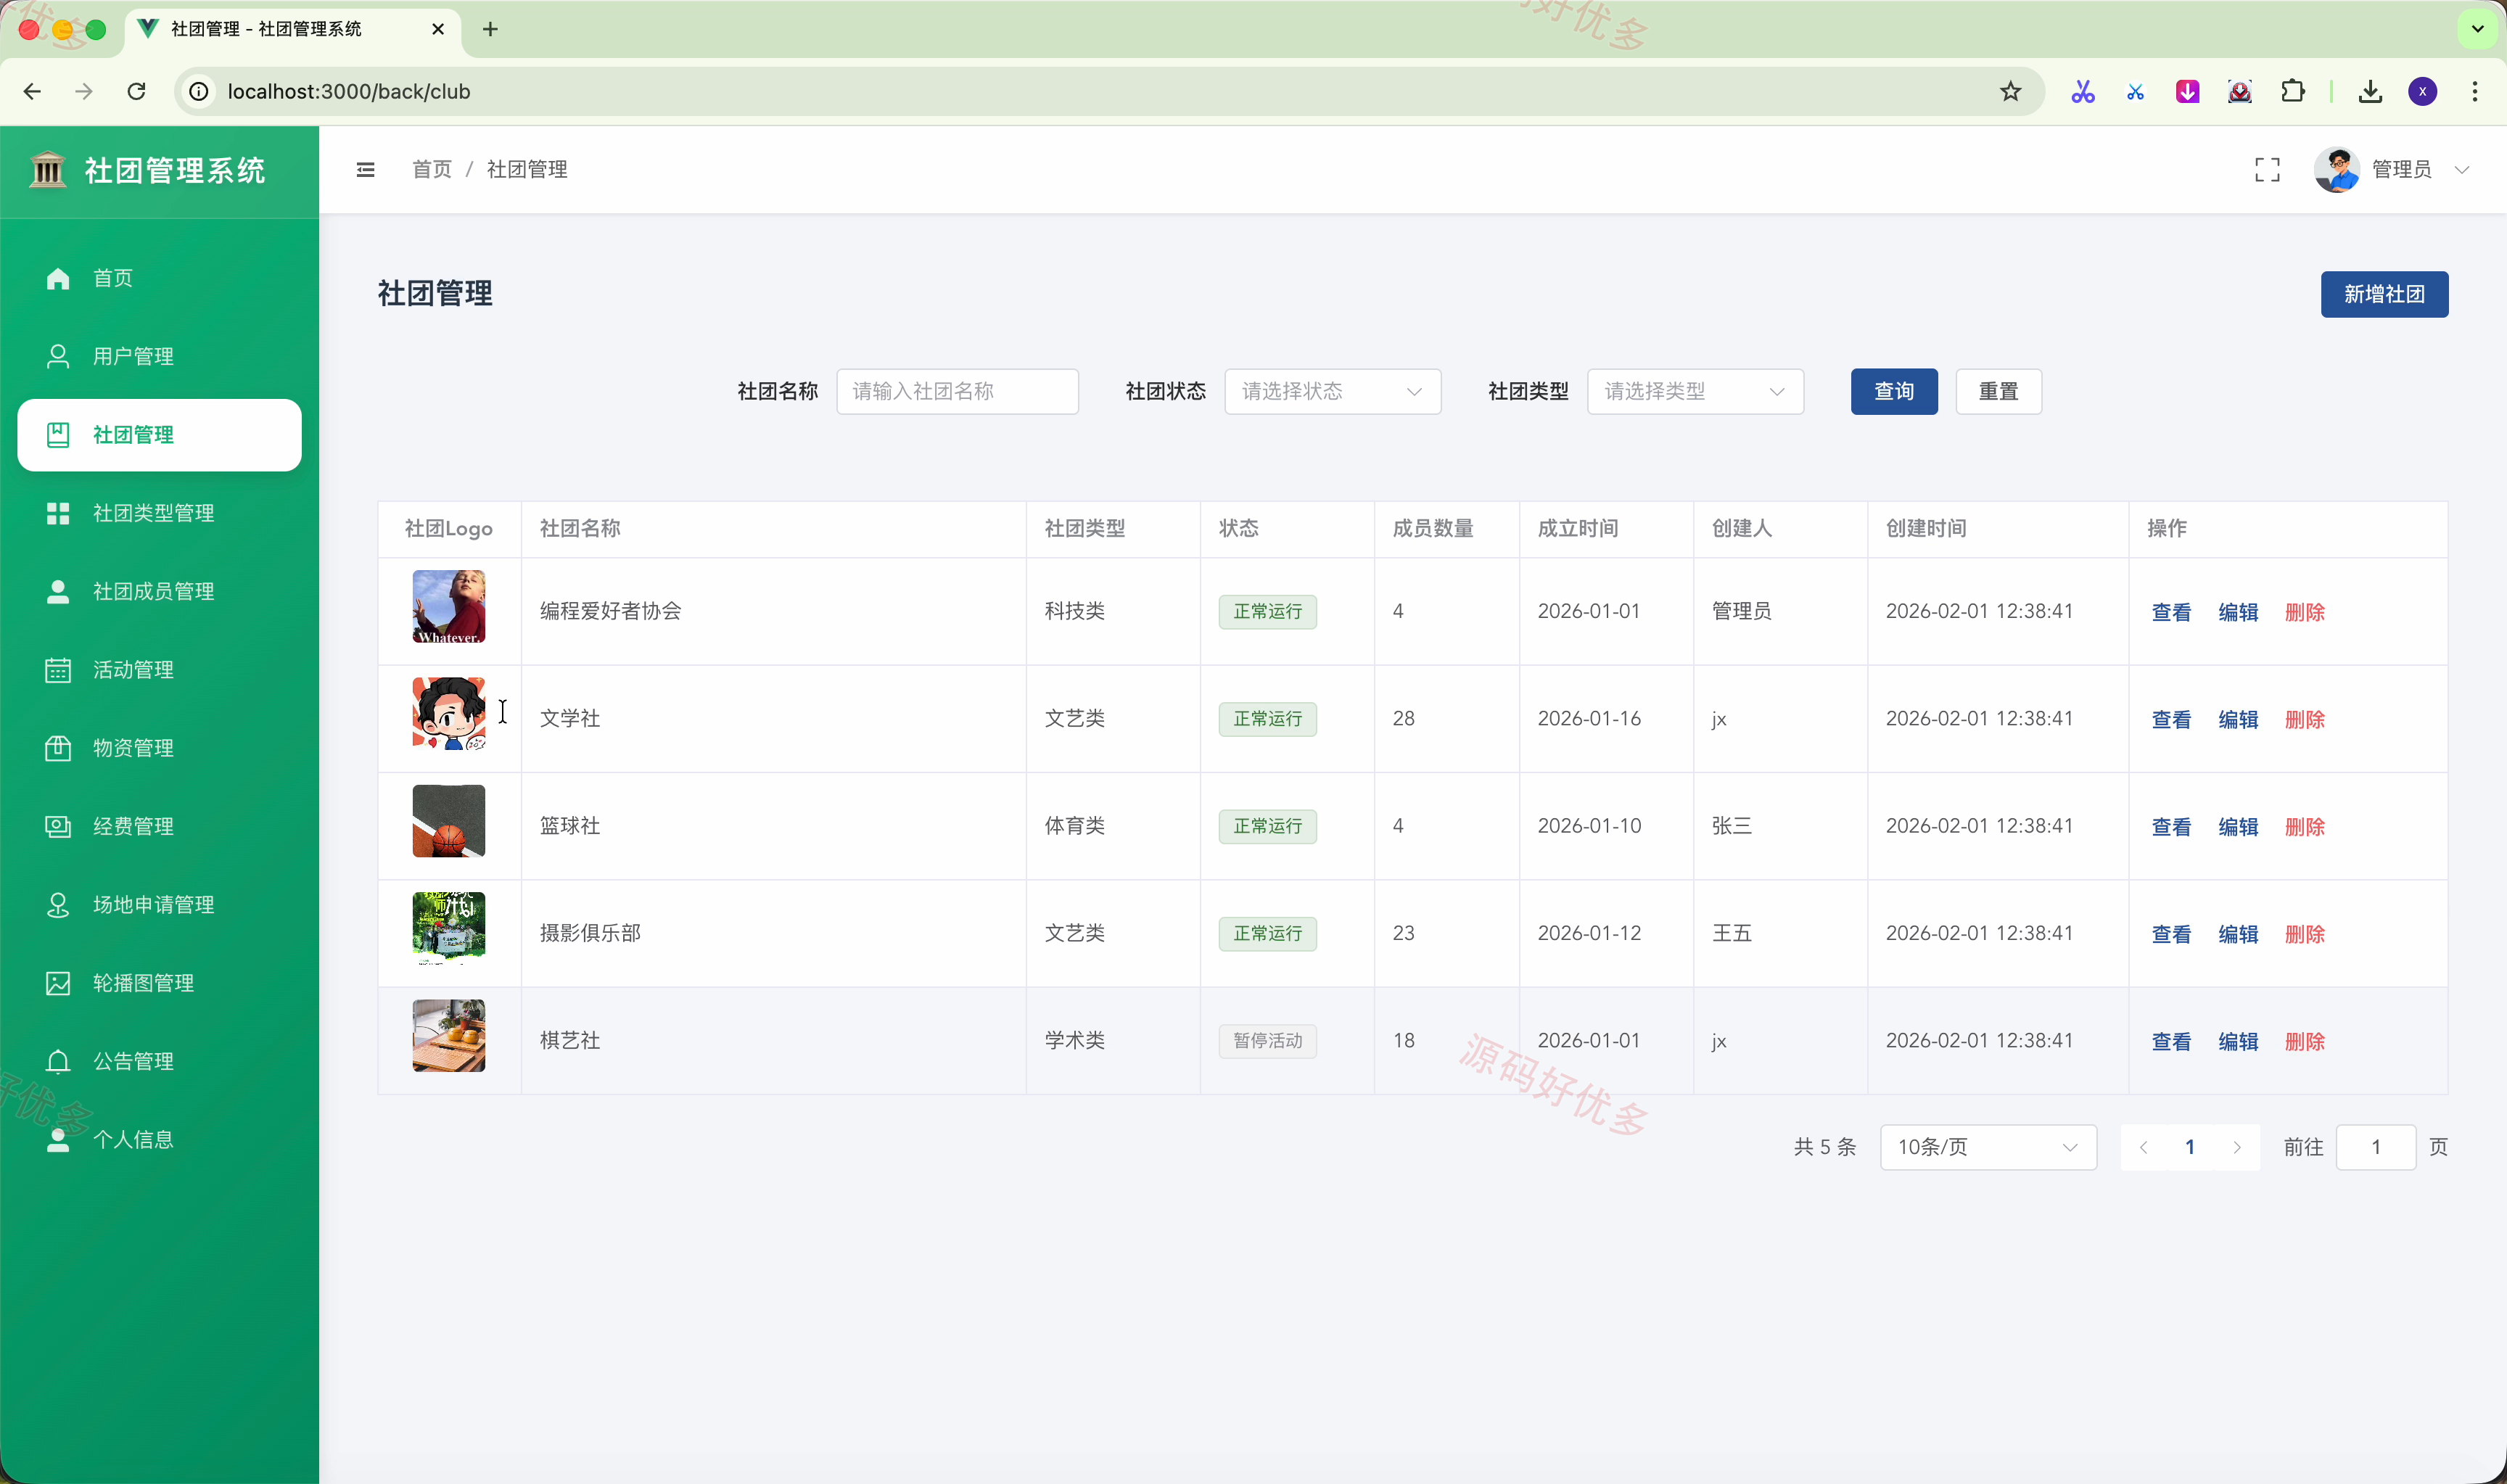 社团管理 - 社团管理系统
localhost:3000/back/club
X
社团管理系统
首页 / 社团管理
管理员
首页
用户管理
社团管理
社团类型管理
社团成员管理
活动管理
物资管理
经费管理
场地申请管理
轮播图管理
公告管理
个人信息
社团管理
新增社团
社团名称 请输入社团名称 社团状态 请选择状态 社团类型 请选择类型 查询 重置
社团Logo 社团名称 社团类型 状态 成员数量 成立时间 创建人 创建时间 操作
Whatever.
编程爱好者协会 科技类 正常运行 4 2026-01-01 管理员 2026-02-01 12:38:41 查看 编辑 删除
文学社 文艺类 正常运行 28 2026-01-16 jx 2026-02-01 12:38:41 查看 编辑 删除
篮球社 体育类 正常运行 4 2026-01-10 张三 2026-02-01 12:38:41 查看 编辑 删除
摄影俱乐部 文艺类 正常运行 23 2026-01-12 王五 2026-02-01 12:38:41 查看 编辑 删除
棋艺社 学术类 暂停活动 18 2026-01-01 jx 2026-02-01 12:38:41 查看 编辑 删除
共 5 条 10条/页 1 前往 1 页
源码好优多
码好优多
好优多